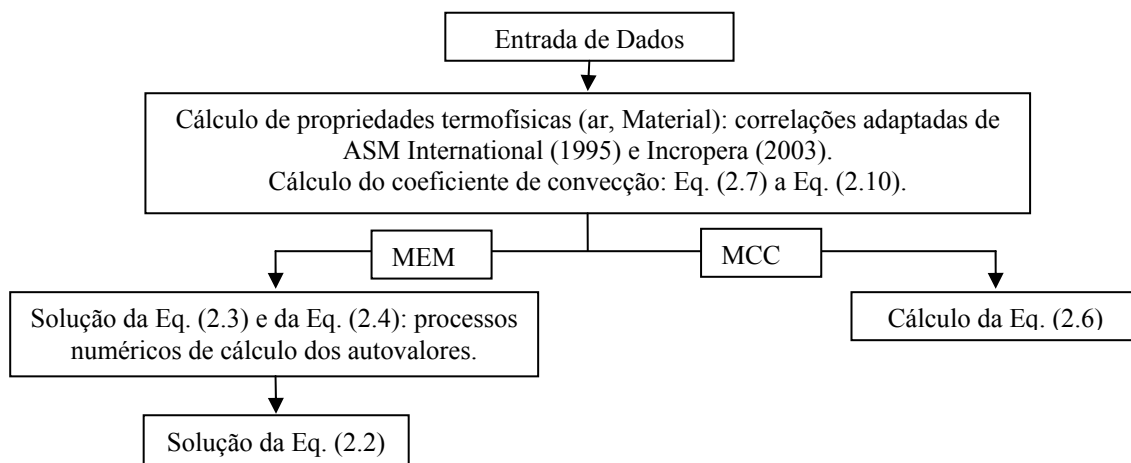 Entrada de Dados
Cálculo de propriedades termofísicas (ar, Material): correlações adaptadas de
ASM International (1995) e Incropera (2003).
Cálculo do coeficiente de convecção: Eq. (2.7) a Eq. (2.10).
MEM
MCC
Solução da Eq. (2.3) e da Eq. (2.4): processos
numéricos de cálculo dos autovalores.
Cálculo da Eq. (2.6)
Solução da Eq. (2.2)